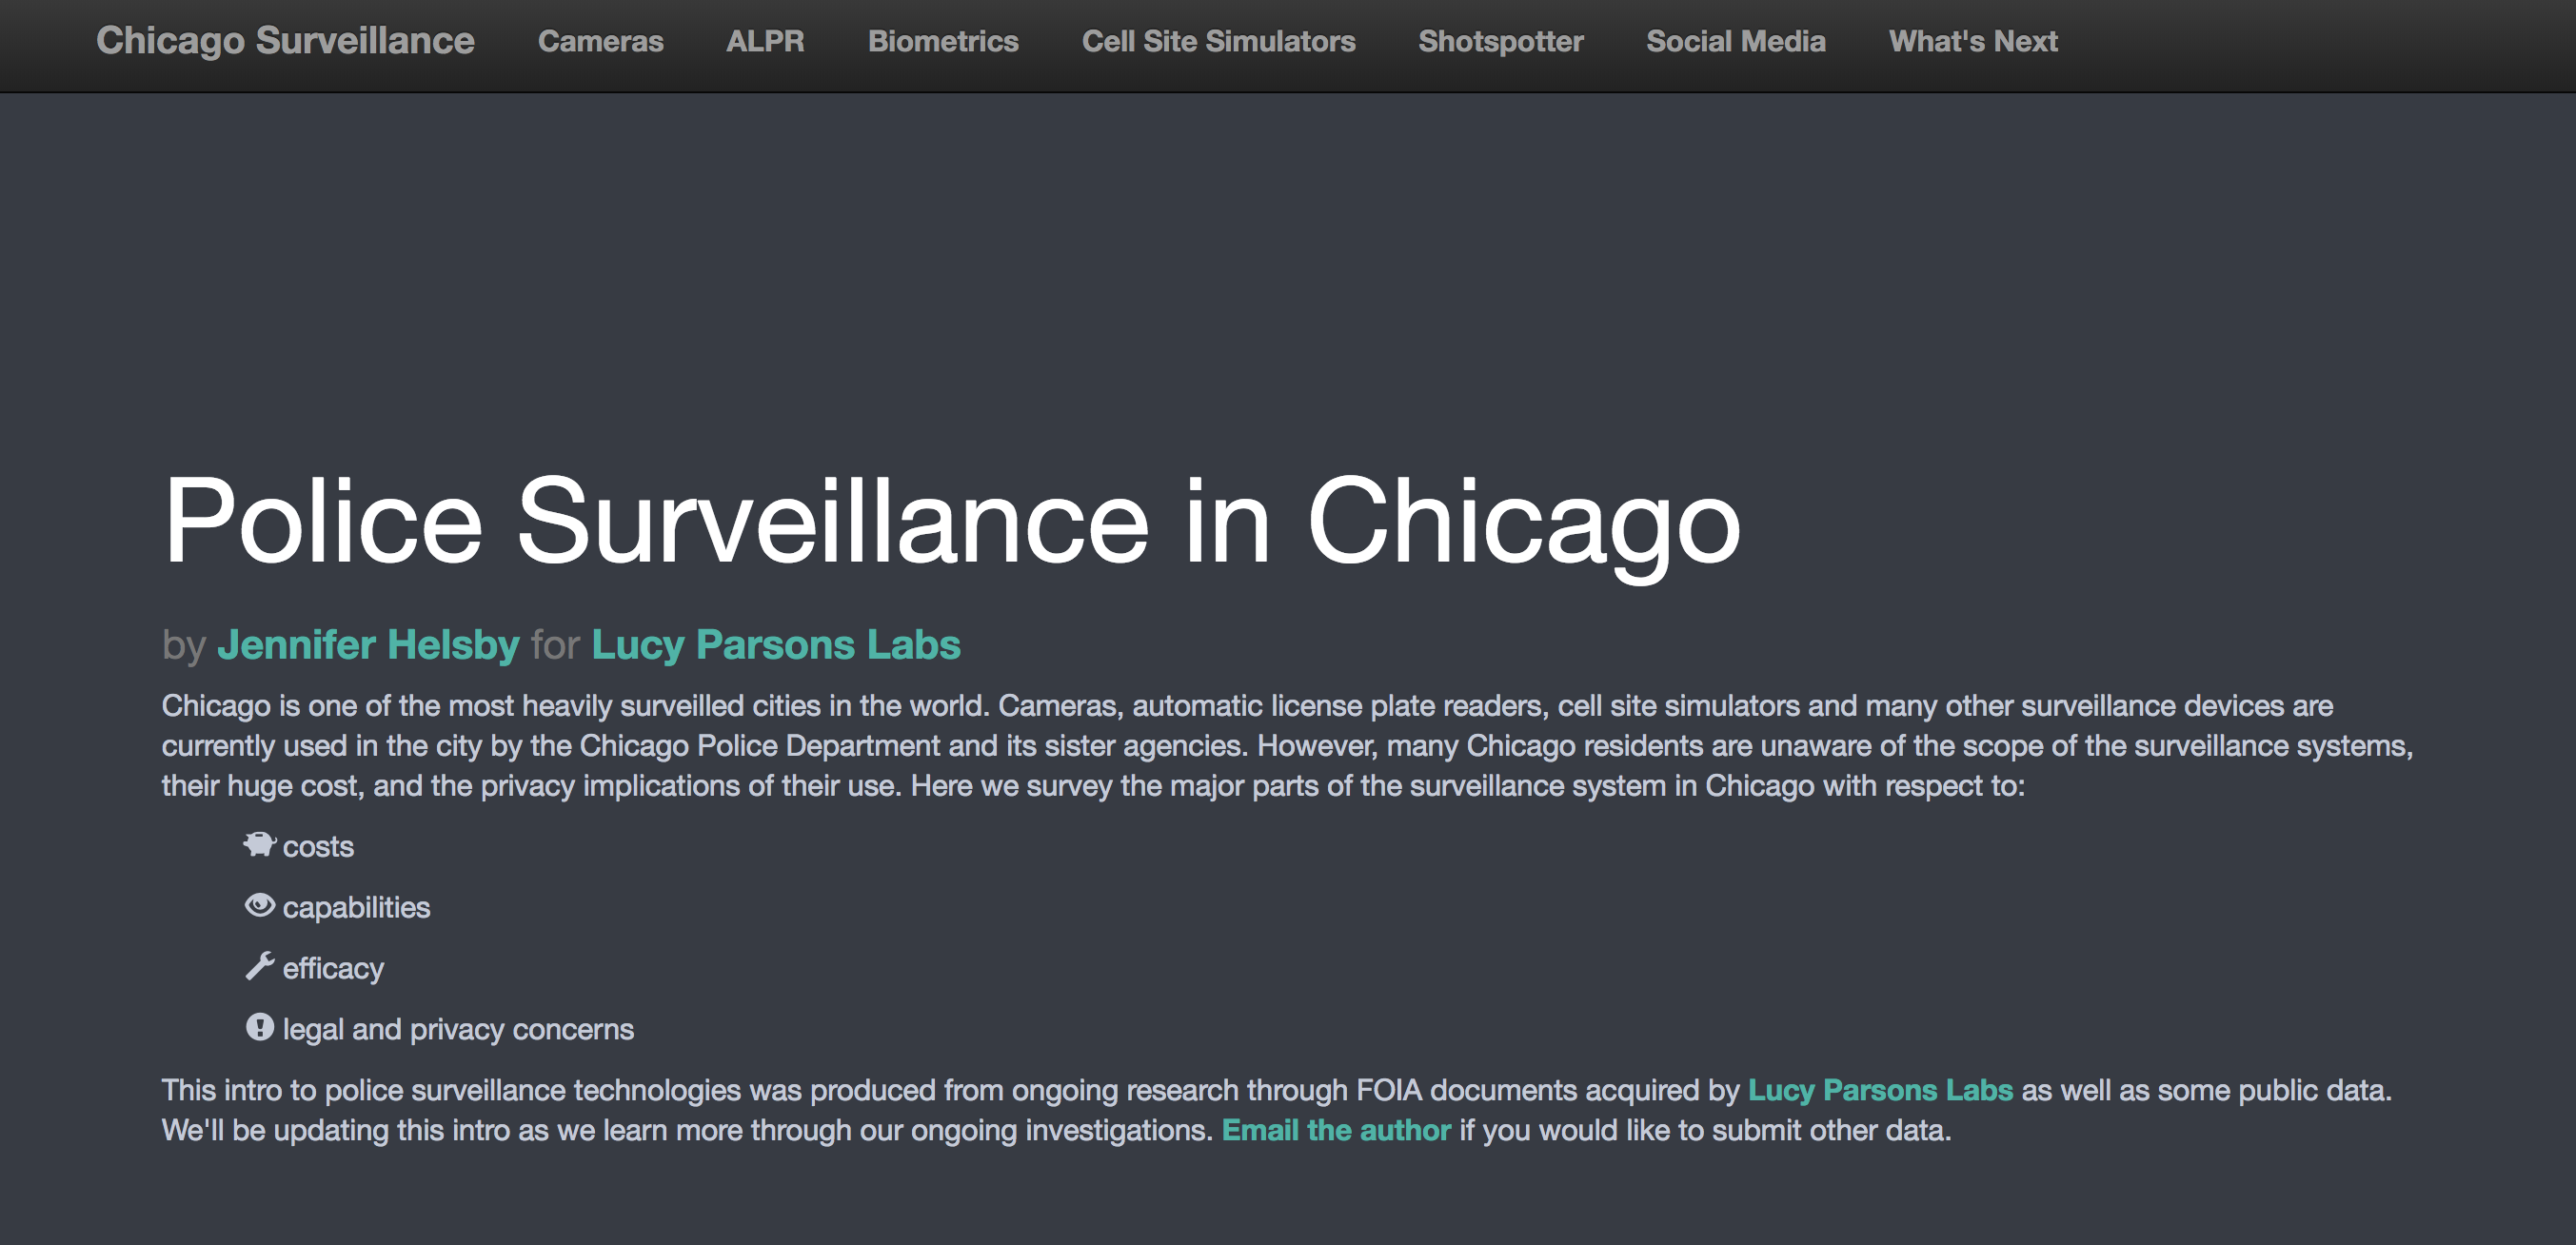 Chicago Surveillance Cameras ALPR Biometrics Cell Site Simulators Shotspotter Social Media What's Next
Police Surveillance in Chicago
by Jennifer Helsby for Lucy Parsons Labs
Chicago is one of the most heavily surveilled cities in the world. Cameras, automatic license plate readers, cell site simulators and many other surveillance devices are
currently used in the city by the Chicago Police Department and its sister agencies. However, many Chicago residents are unaware of the scope of the surveillance systems,
their huge cost, and the privacy implications of their use. Here we survey the major parts of the surveillance system in Chicago with respect to:
costs
capabilities
efficacy
legal and privacy concerns
This intro to police surveillance technologies was produced from ongoing research through FOIA documents acquired by Lucy Parsons Labs as well as some public data.
We'll be updating this intro as we learn more through our ongoing investigations. Email the author if you would like to submit other data.